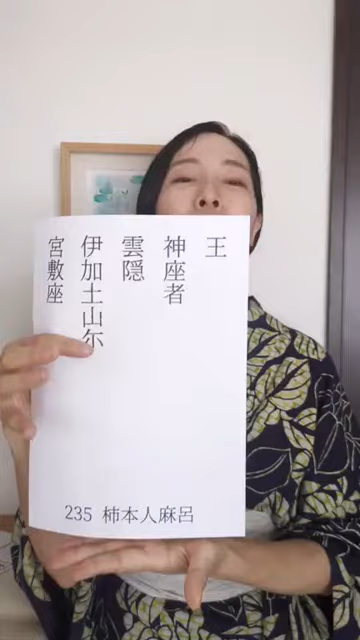 王
神座者
雲隠
伊加土山尓
宮敷座
235 柿本人麻呂